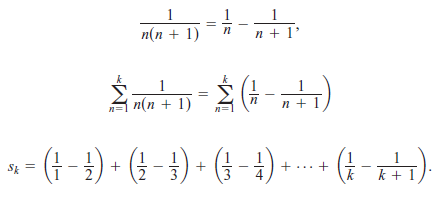 1/(n(n + 1)) = 1/n - 1/(n + 1),
∑_{n=1}^{k} 1/(n(n + 1)) = ∑_{n=1}^{k} (1/n - 1/(n + 1))
s_k = (1/1 - 1/2) + (1/2 - 1/3) + (1/3 - 1/4) + ··· + (1/k - 1/(k + 1)).